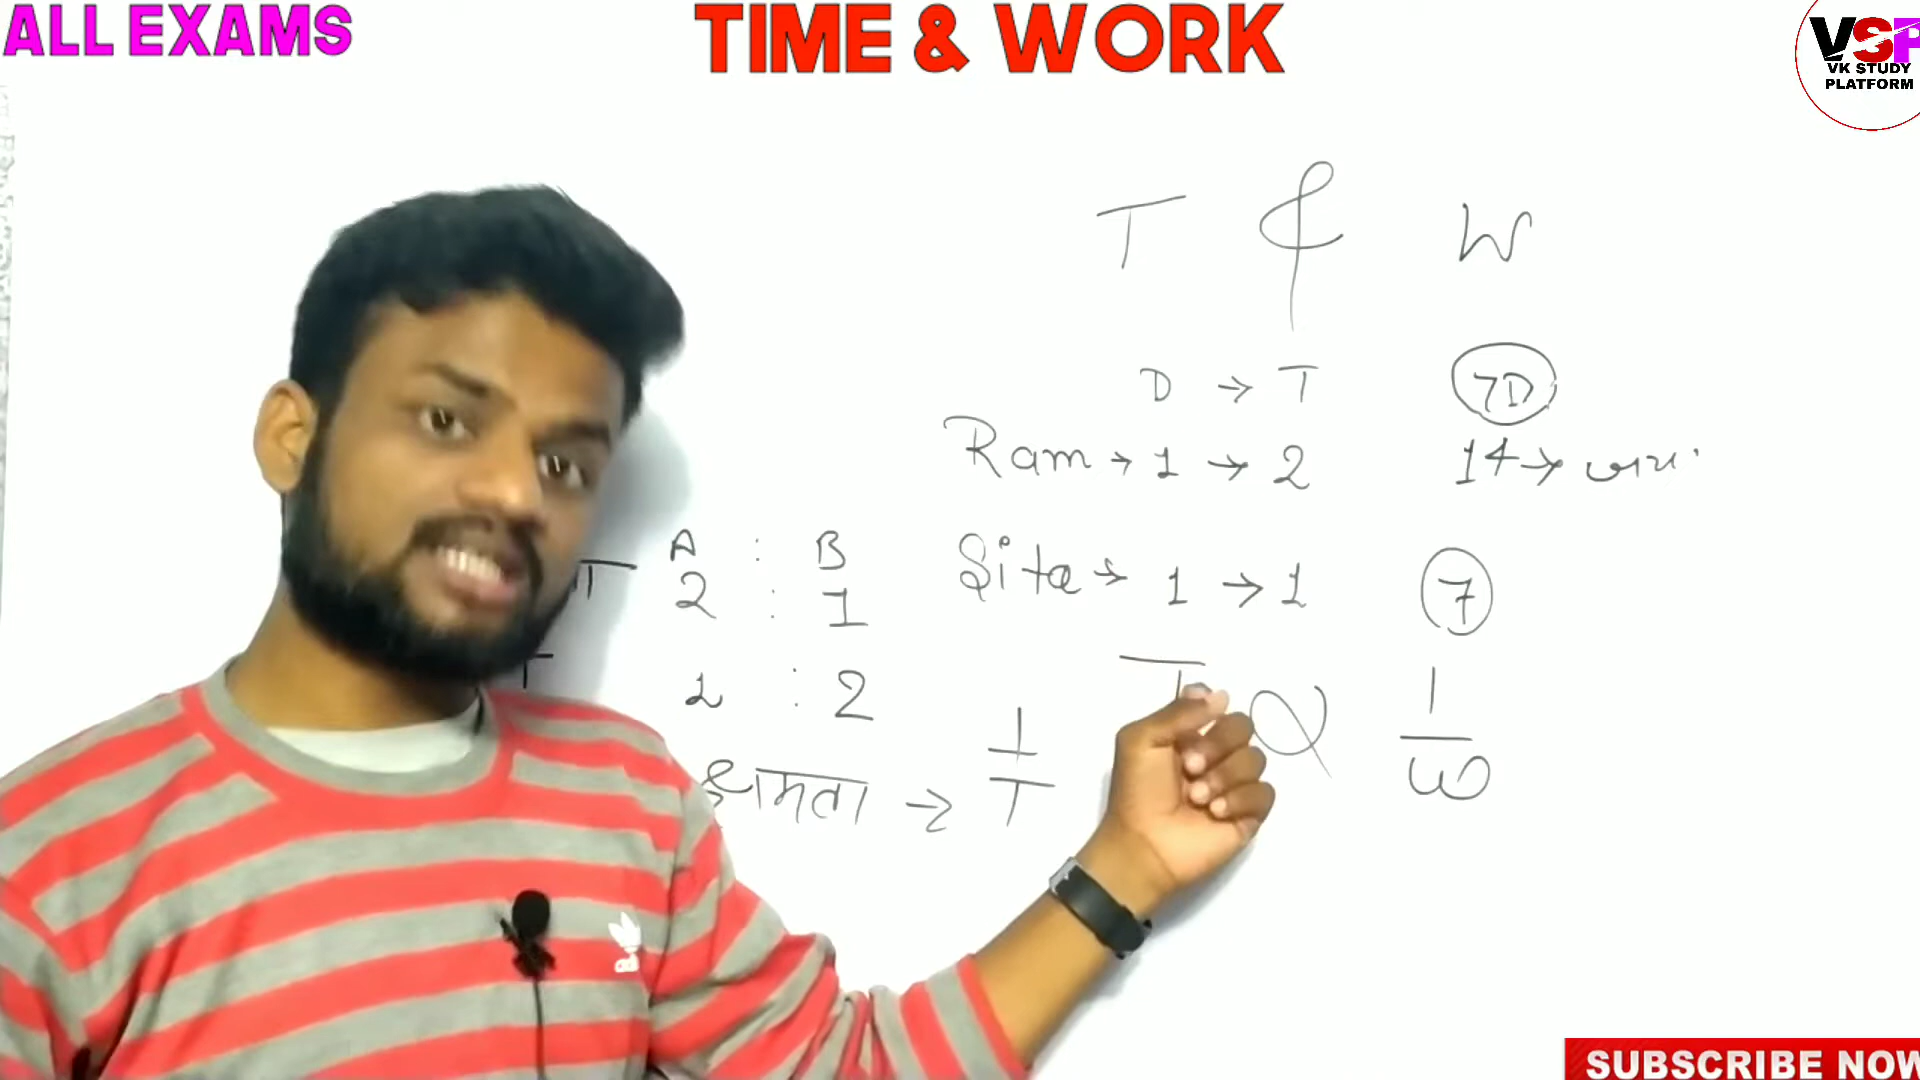 ALL EXAMS
TIME & WORK
VSP
VK STUDY
PLATFORM
T & W
D → T 7D
Ram → 1 → 2 14 →
A : B
2 : 1
Sita → 1 → 1 7
1 : 2
T α 1/W
क्षमता → 1/T
SUBSCRIBE NOW